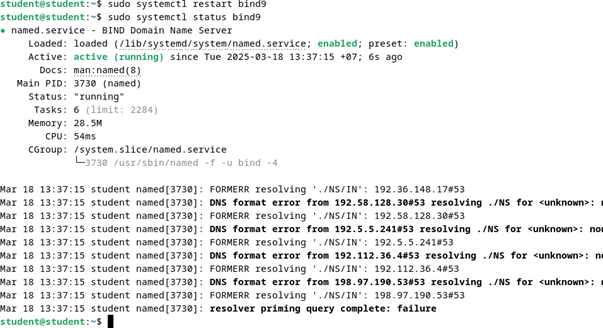 student@student:~$ sudo systemctl restart bind9
student@student:~$ sudo systemctl status bind9
● named.service - BIND Domain Name Server
Loaded: loaded (/lib/systemd/system/named.service; enabled; preset: enabled)
Active: active (running) since Tue 2025-03-18 13:37:15 +07; 6s ago
Docs: man:named(8)
Main PID: 3730 (named)
Status: "running"
Tasks: 6 (limit: 2284)
Memory: 28.5M
CPU: 54ms
CGroup: /system.slice/named.service
└─3730 /usr/sbin/named -f -u bind -4
Mar 18 13:37:15 student named[3730]: FORMERR resolving './NS/IN': 192.36.148.17#53
Mar 18 13:37:15 student named[3730]: DNS format error from 192.58.128.30#53 resolving ./NS for <unknown>:
Mar 18 13:37:15 student named[3730]: FORMERR resolving './NS/IN': 192.58.128.30#53
Mar 18 13:37:15 student named[3730]: DNS format error from 192.5.5.241#53 resolving ./NS for <unknown>: non
Mar 18 13:37:15 student named[3730]: FORMERR resolving './NS/IN': 192.5.5.241#53
Mar 18 13:37:15 student named[3730]: DNS format error from 192.112.36.4#53 resolving ./NS for <unknown>: no
Mar 18 13:37:15 student named[3730]: FORMERR resolving './NS/IN': 192.112.36.4#53
Mar 18 13:37:15 student named[3730]: DNS format error from 198.97.190.53#53 resolving ./NS for <unknown>:
Mar 18 13:37:15 student named[3730]: FORMERR resolving './NS/IN': 198.97.190.53#53
Mar 18 13:37:15 student named[3730]: resolver priming query complete: failure
student@student:~$